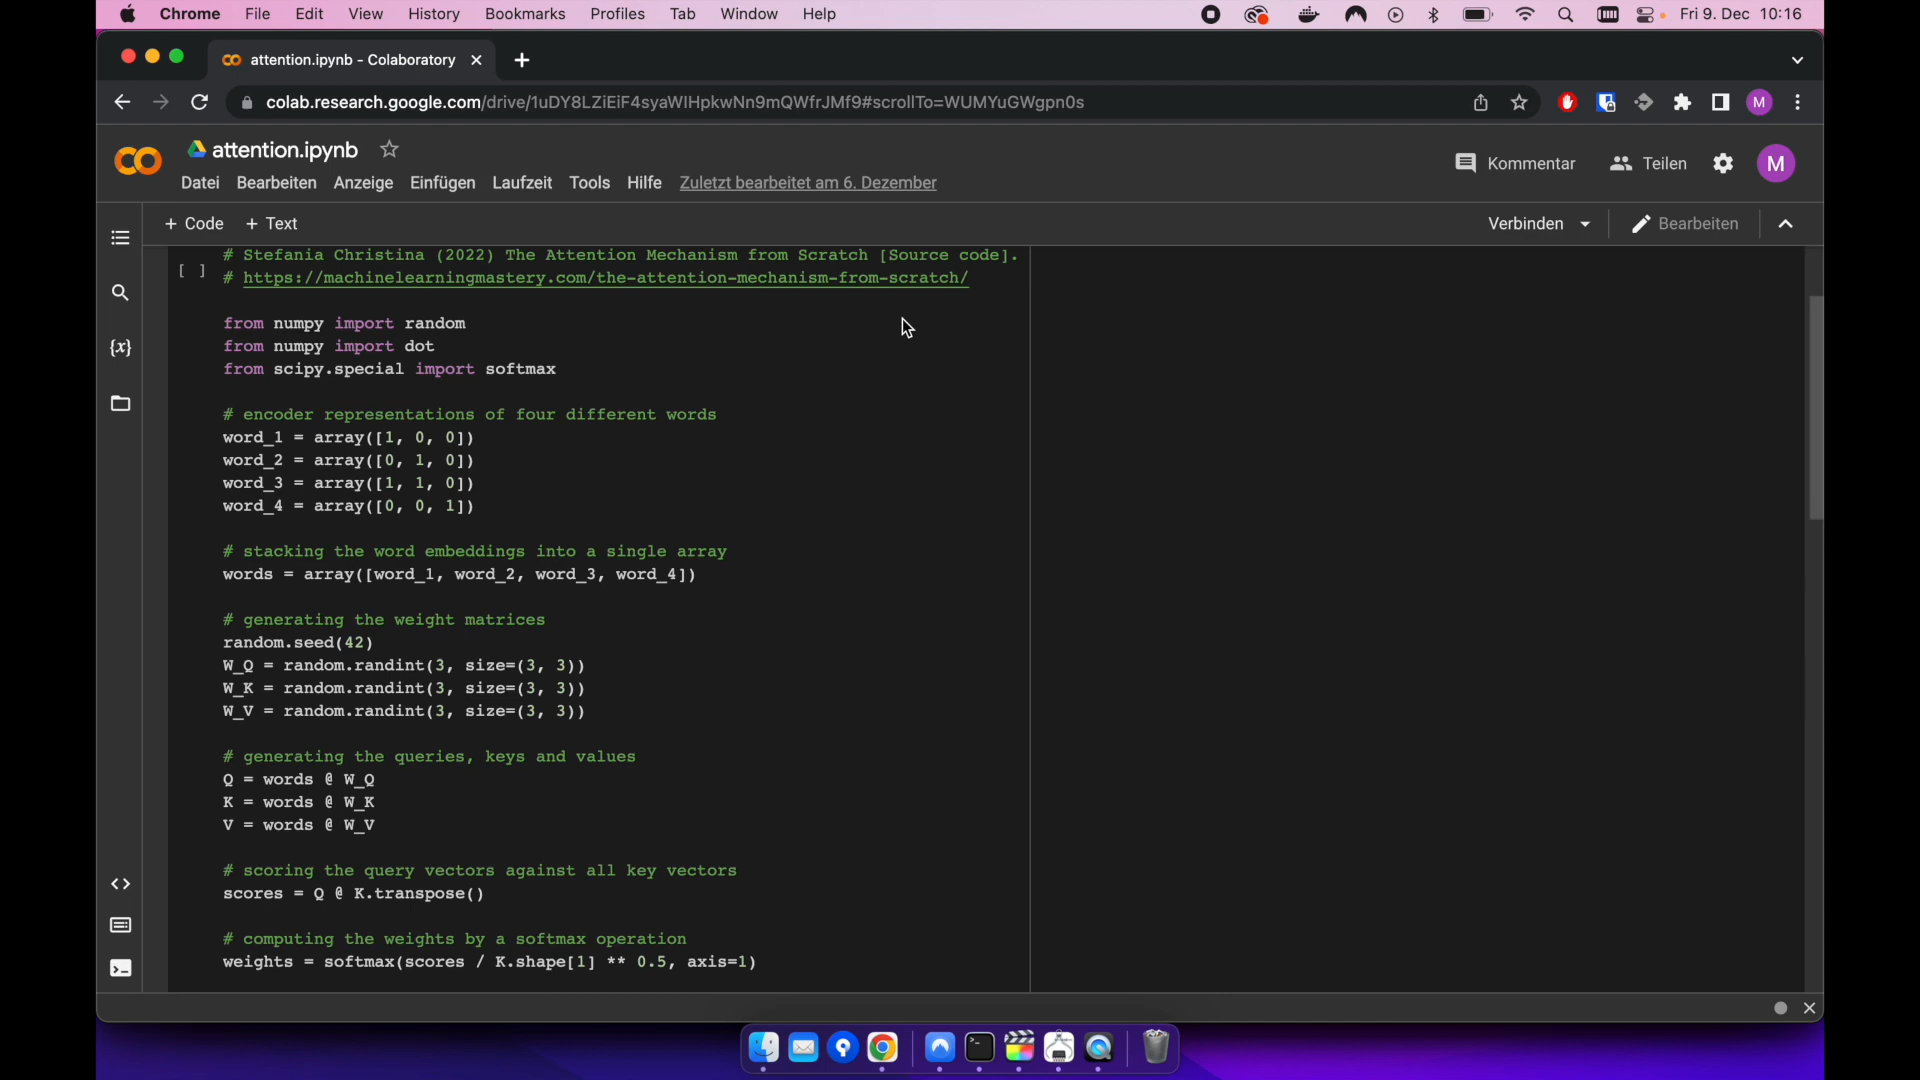 Chrome File Edit View History Bookmarks Profiles Tab Window Help Fri 9. Dec 10:16
attention.ipynb - Colaboratory
colab.research.google.com/drive/1uDY8LZiEiF4syaWlHpkwNn9mQWfrJMf9#scrollTo=WUMYuGWgpn0s M
attention.ipynb
Kommentar Teilen M
Datei Bearbeiten Anzeige Einfügen Laufzeit Tools Hilfe Zuletzt bearbeitet am 6. Dezember
+ Code + Text Verbinden Bearbeiten
# Stefania Christina (2022) The Attention Mechanism from Scratch [Source code].
[ ] # https://machinelearningmastery.com/the-attention-mechanism-from-scratch/
from numpy import random
from numpy import dot
from scipy.special import softmax
# encoder representations of four different words
word_1 = array([1, 0, 0])
word_2 = array([0, 1, 0])
word_3 = array([1, 1, 0])
word_4 = array([0, 0, 1])
# stacking the word embeddings into a single array
words = array([word_1, word_2, word_3, word_4])
# generating the weight matrices
random.seed(42)
W_Q = random.randint(3, size=(3, 3))
W_K = random.randint(3, size=(3, 3))
W_V = random.randint(3, size=(3, 3))
# generating the queries, keys and values
Q = words @ W_Q
K = words @ W_K
V = words @ W_V
# scoring the query vectors against all key vectors
scores = Q @ K.transpose()
# computing the weights by a softmax operation
weights = softmax(scores / K.shape[1] ** 0.5, axis=1)